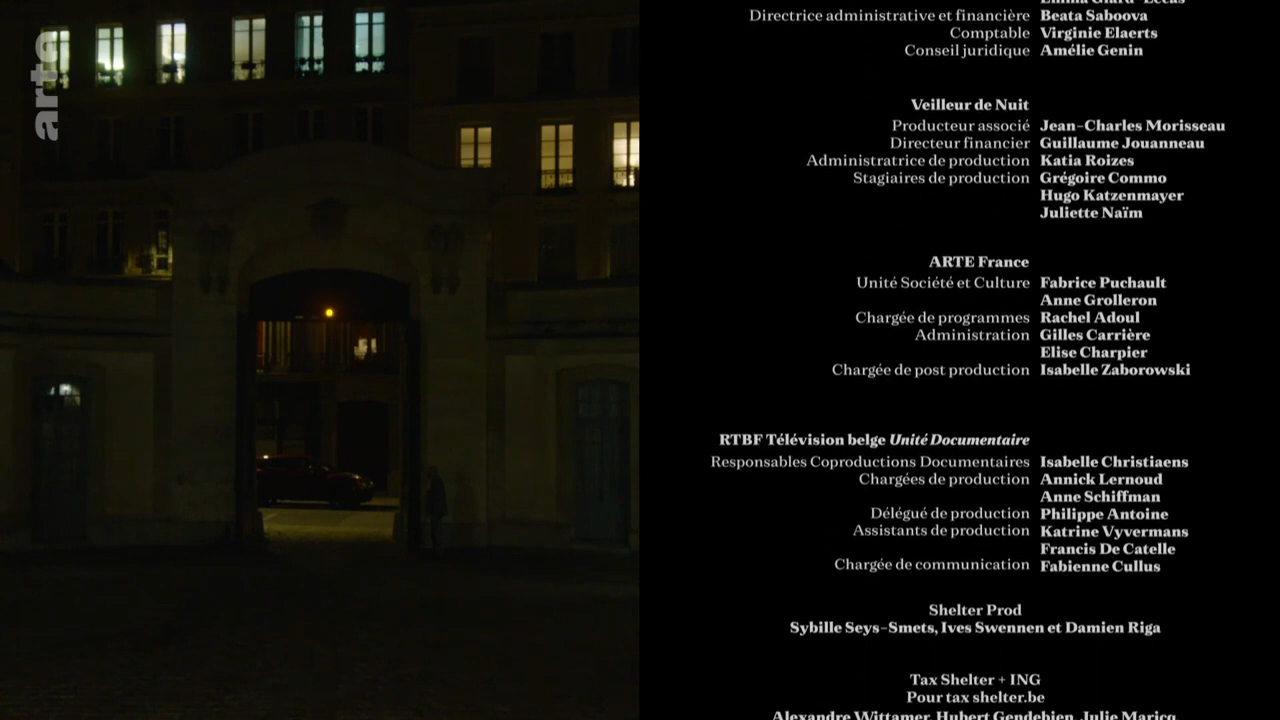 arte
Directrice administrative et financière Beata Saboova
Comptable Virginie Elaerts
Conseil juridique Amélie Genin
Veilleur de Nuit
Producteur associé Jean-Charles Morisseau
Directeur financier Guillaume Jouanneau
Administratrice de production Katia Roizes
Stagiaires de production Grégoire Commo
Hugo Katzenmayer
Juliette Naïm
ARTE France
Unité Société et Culture Fabrice Puchault
Anne Grolleron
Chargée de programmes Rachel Adoul
Administration Gilles Carrière
Elise Charpier
Chargée de post production Isabelle Zaborowski
RTBF Télévision belge Unité Documentaire
Responsables Coproductions Documentaires Isabelle Christiaens
Chargées de production Annick Lernoud
Anne Schiffman
Délégué de production Philippe Antoine
Assistants de production Katrine Vyvermans
Francis De Catelle
Chargée de communication Fabienne Cullus
Shelter Prod
Sybille Seys-Smets, Ives Swennen et Damien Riga
Tax Shelter + ING
Pour tax shelter.be
Alexandre Wittamer, Hubert Gendebien, Julie Maricq